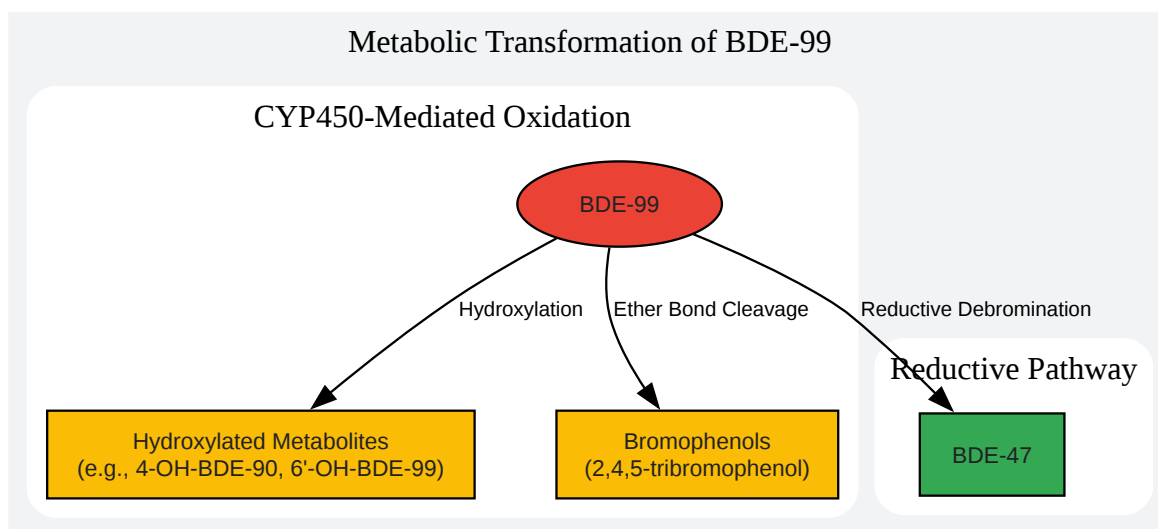 Metabolic Transformation of BDE-99
CYP450-Mediated Oxidation
BDE-99
Hydroxylation
Ether Bond Cleavage
Reductive Debromination
Reductive Pathway
Hydroxylated Metabolites
(e.g., 4-OH-BDE-90, 6'-OH-BDE-99)
Bromophenols
(2,4,5-tribromophenol)
BDE-47